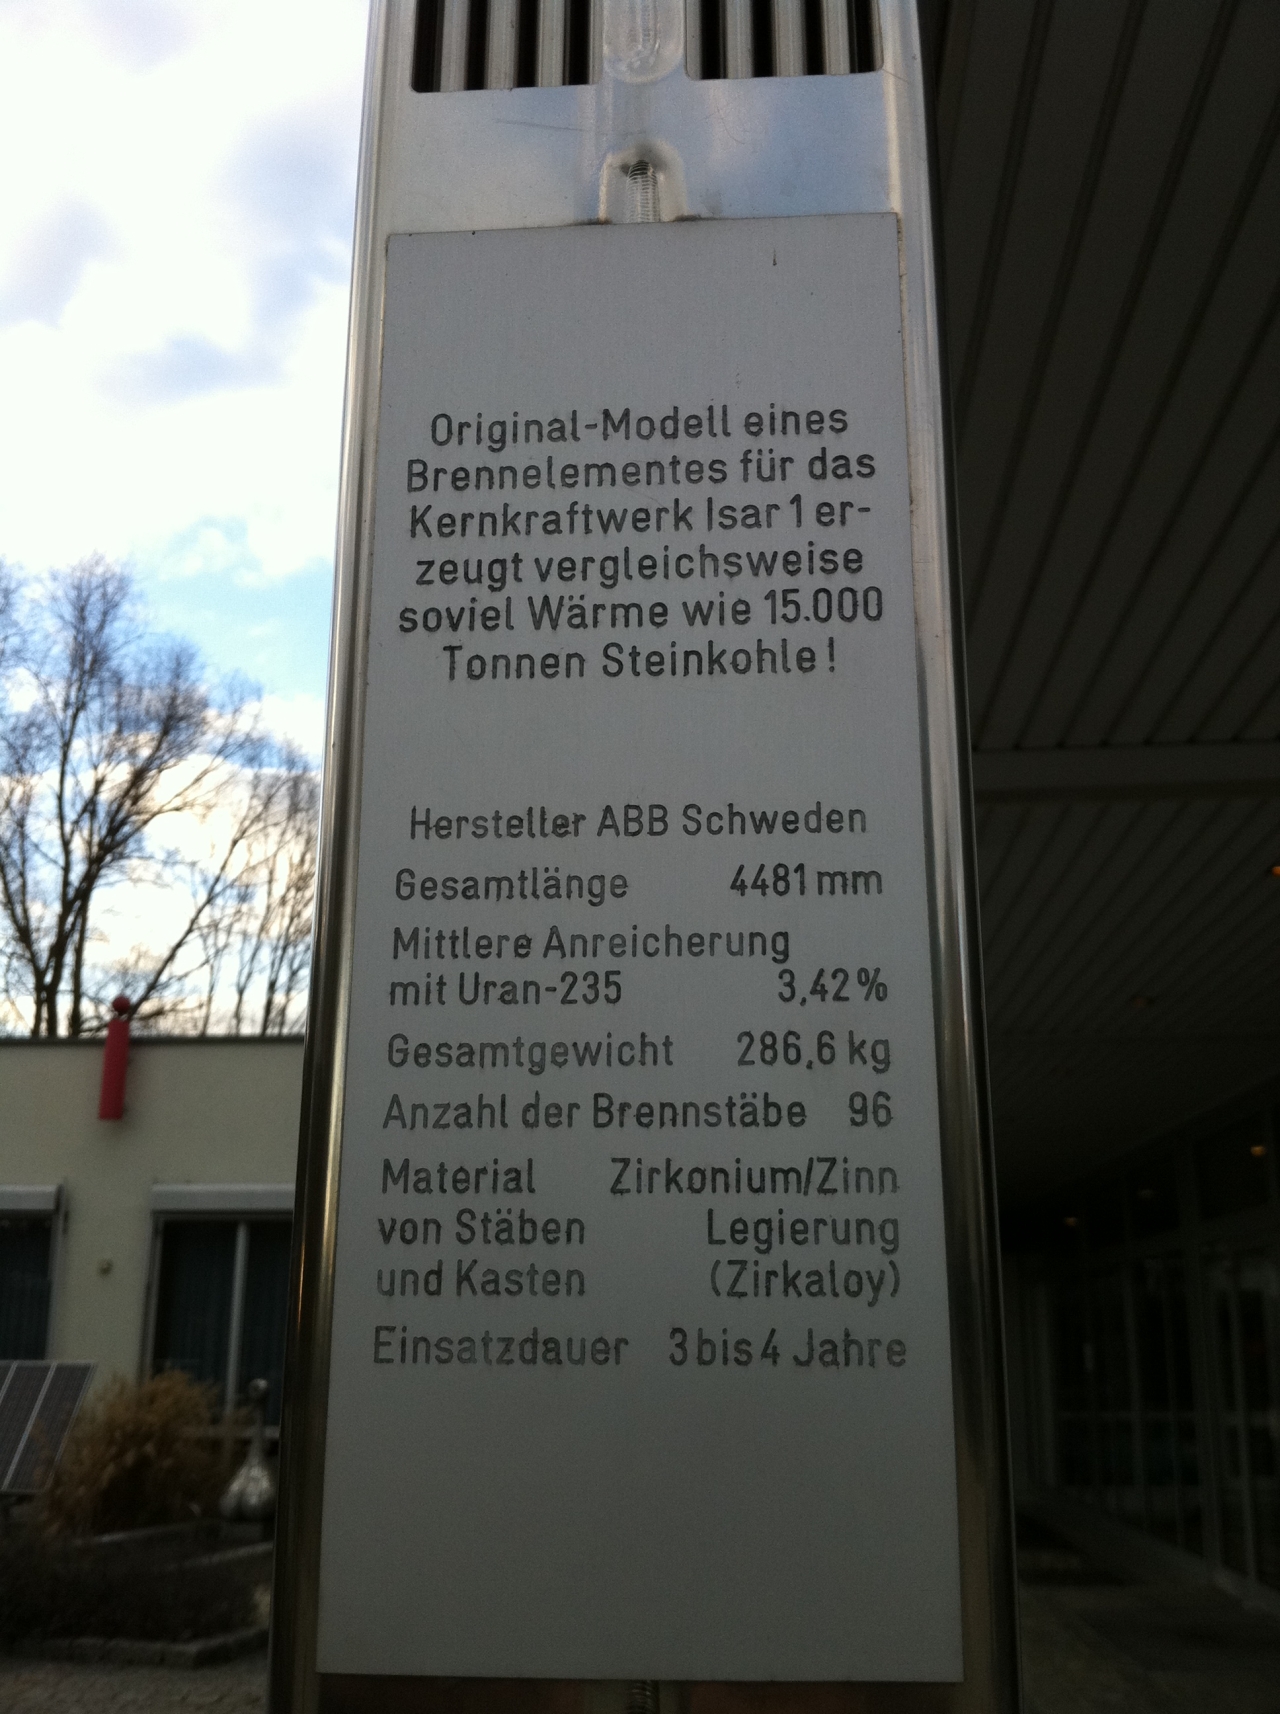 Original-Modell eines
Brennelementes für das
Kernkraftwerk Isar 1 er-
zeugt vergleichsweise
soviel Wärme wie 15.000
Tonnen Steinkohle!
Hersteller ABB Schweden
Gesamtlänge 4481 mm
Mittlere Anreicherung
mit Uran-235 3,42%
Gesamtgewicht 286,6 kg
Anzahl der Brennstäbe 96
Material Zirkonium/Zinn
von Stäben Legierung
und Kasten (Zirkaloy)
Einsatzdauer 3 bis 4 Jahre